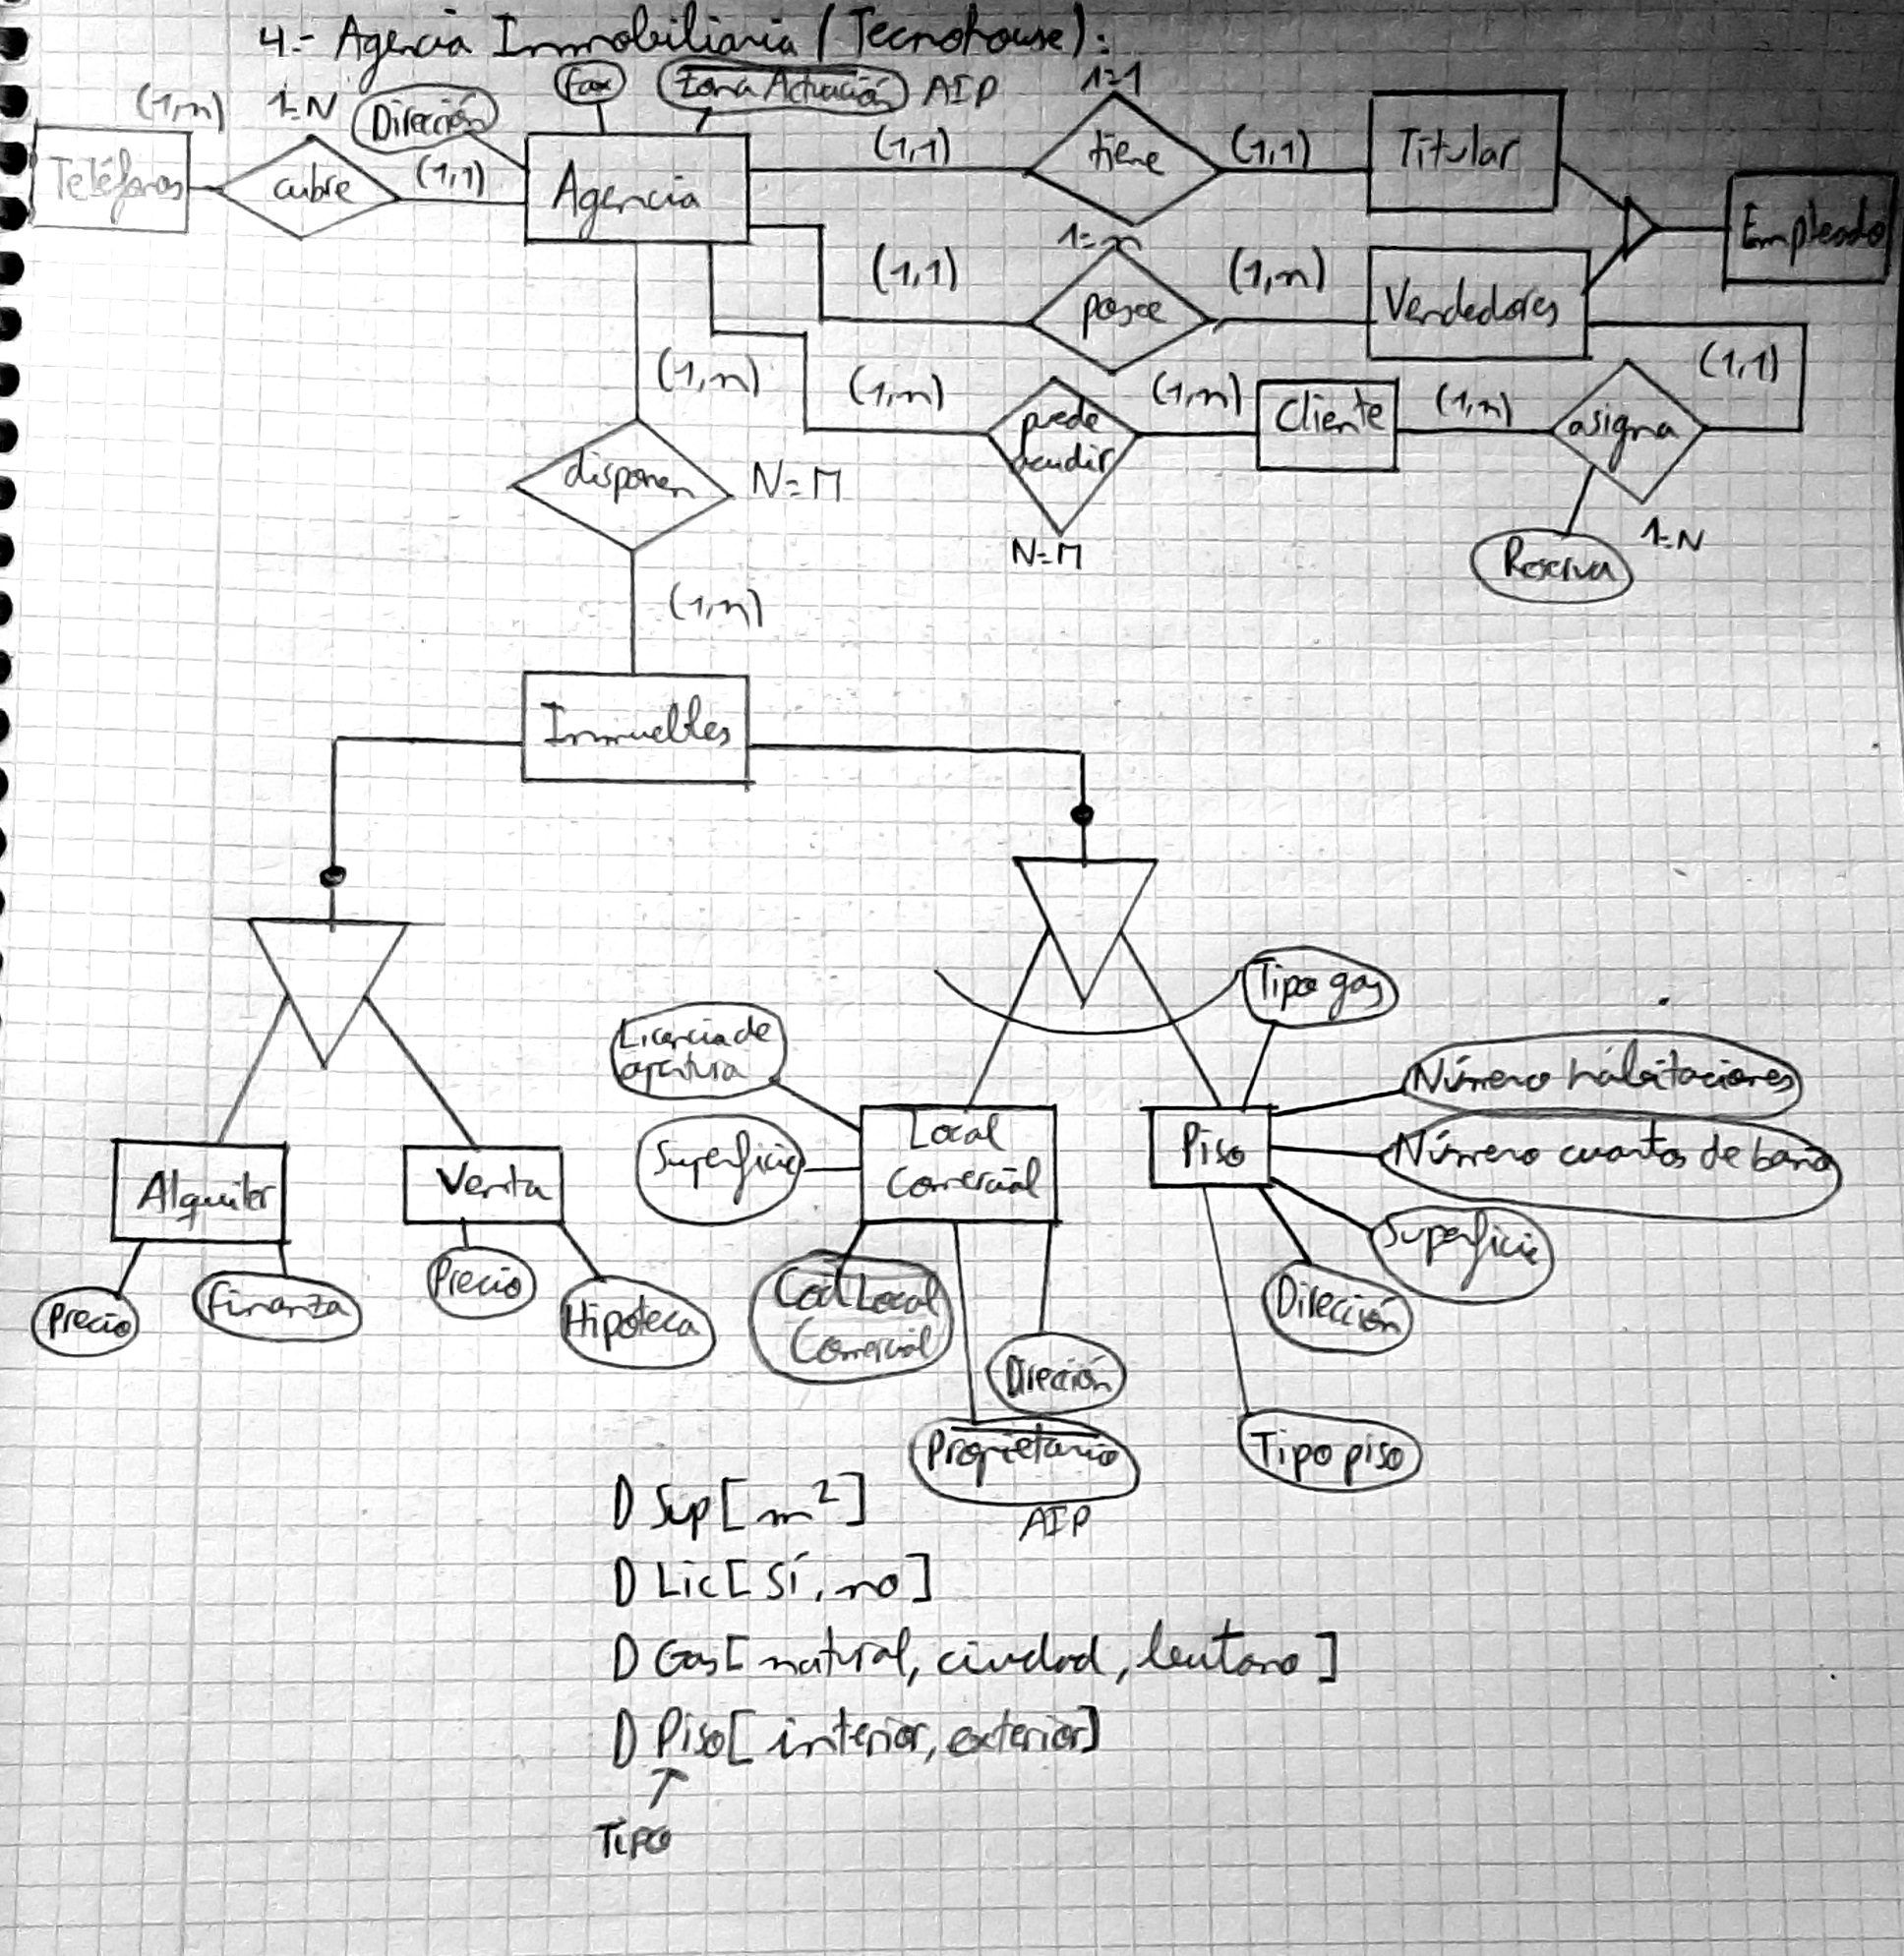 4.- Agencia Inmobiliaria (Tecnohouse):
(1,n)
1=N
Dirección
Fax
Zona Actuación
AIP
1=1
Teléfonos
cubre
(1,1)
Agencia
(1,1)
tiene
(1,1)
Titular
Empleado
1=n
(1,1)
posee
(1,n)
Vendedores
(1,n)
(1,n)
puede
acudir
(1,n)
Cliente
(1,n)
asigna
(1,1)
disponen
N=M
N=M
Reserva
1=N
(1,n)
Inmuebles
Tipo gas
Licencia de
apertura
Número habitaciones
Superficie
Local
Comercial
Piso
Número cuartos de baño
Alquiler
Venta
Superficie
Precio
Finanza
Precio
Hipoteca
Cod Local
Comercial
Dirección
Direción
Propietario
AIP
Tipo piso
D Sup[m²]
D Lic[Sí, no]
D Gas[natural, ciudad, butano]
D Piso[interior, exterior]
↑
Tipo